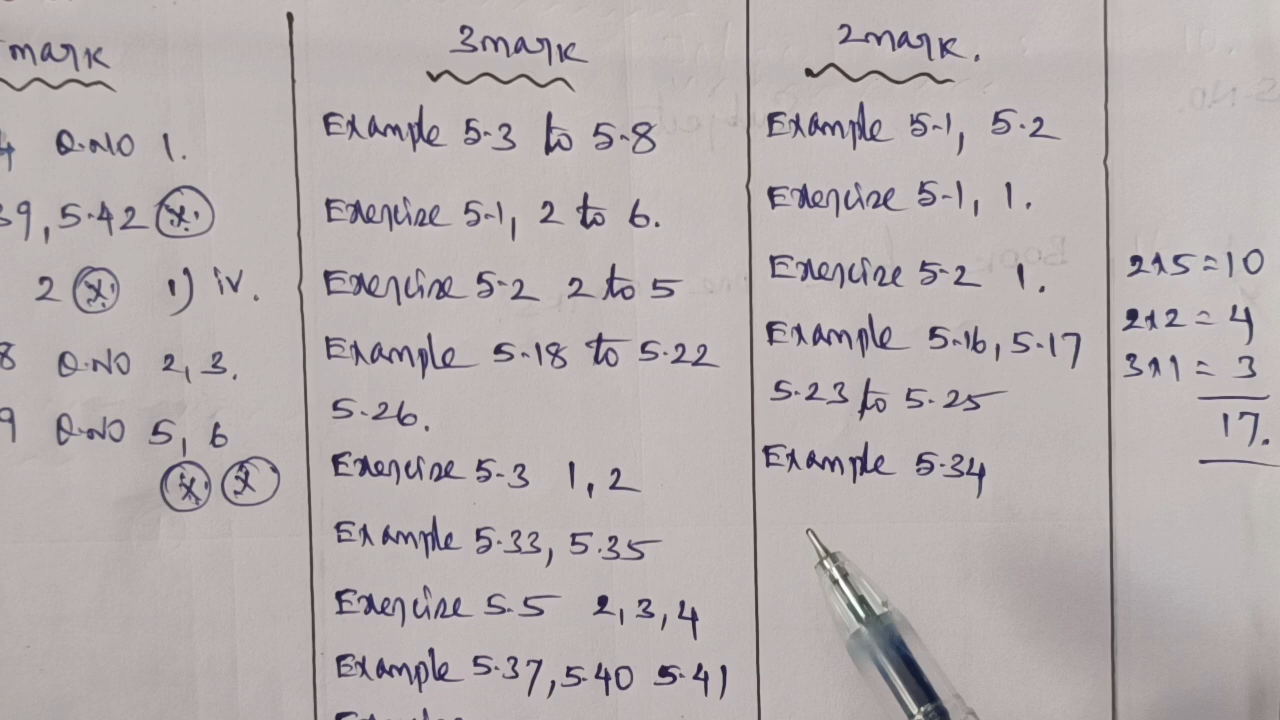 mark
Q.NO 1.
39, 5.42
2 1) iv.
8 Q.NO 2, 3.
9 Q.NO 5, 6
3mark
Example 5.3 to 5.8
Exercise 5.1, 2 to 6.
Exercise 5.2 2 to 5
Example 5.18 to 5.22
5.26.
Exercise 5.3 1, 2
Example 5.33, 5.35
Exercise 5.5 2, 3, 4
Example 5.37, 5.40 5.41
2mark.
Example 5.1, 5.2
Exercise 5.1, 1.
Exercise 5.2 1.
Example 5.16, 5.17
5.23 to 5.25
Example 5.34
2x5 = 10
2x2 = 4
3x1 = 3
17.